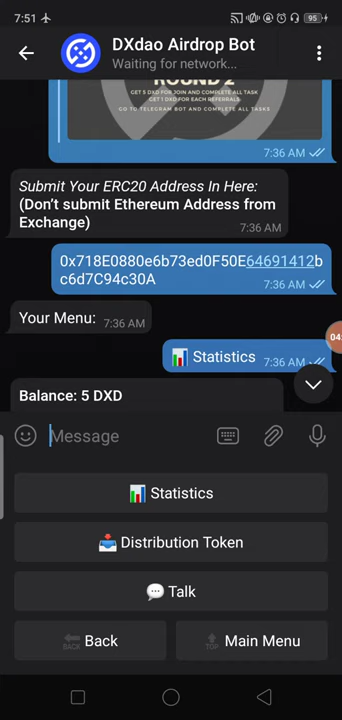 7:51
95
DXdao Airdrop Bot
Waiting for network...
ROUND 2
GET 5 DXD FOR JOIN AND COMPLETE ALL TASK
GET 1 DXD FOR EACH REFERRALS.
GO TO TELEGRAM BOT AND COMPLETE ALL TASKS
7:36 AM
Submit Your ERC20 Address In Here:
(Don't submit Ethereum Address from
Exchange)
7:36 AM
0x718E0880e6b73ed0F50E64691412b
c6d7C94c30A
7:36 AM
Your Menu:
7:36 AM
04:
📊 Statistics
7:36 AM
Balance: 5 DXD
Message
📊 Statistics
📥 Distribution Token
💬 Talk
BACK Back
TOP Main Menu